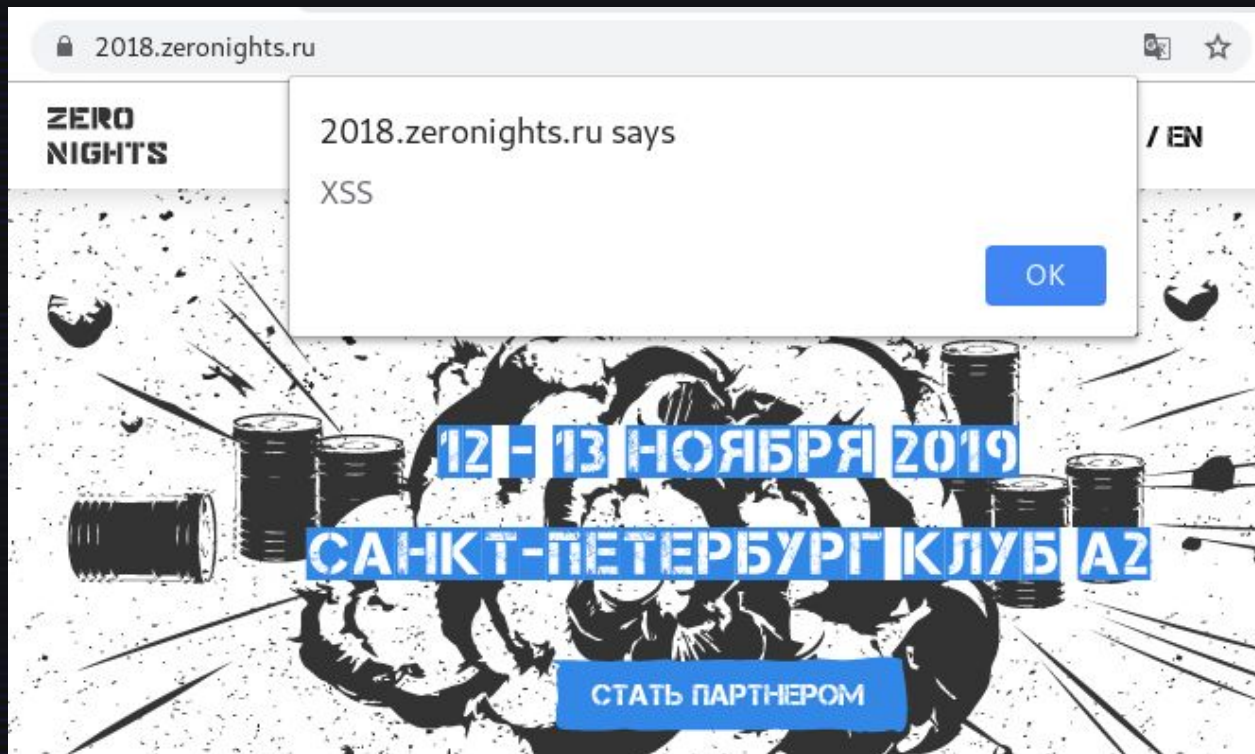 2018.zeronights.ru
ZERO
NIGHTS
2018.zeronights.ru says
XSS
OK
/ EN
12 - 13 НОЯБРЯ 2019
САНКТ-ПЕТЕРБУРГ КЛУБ А2
СТАТЬ ПАРТНЕРОМ